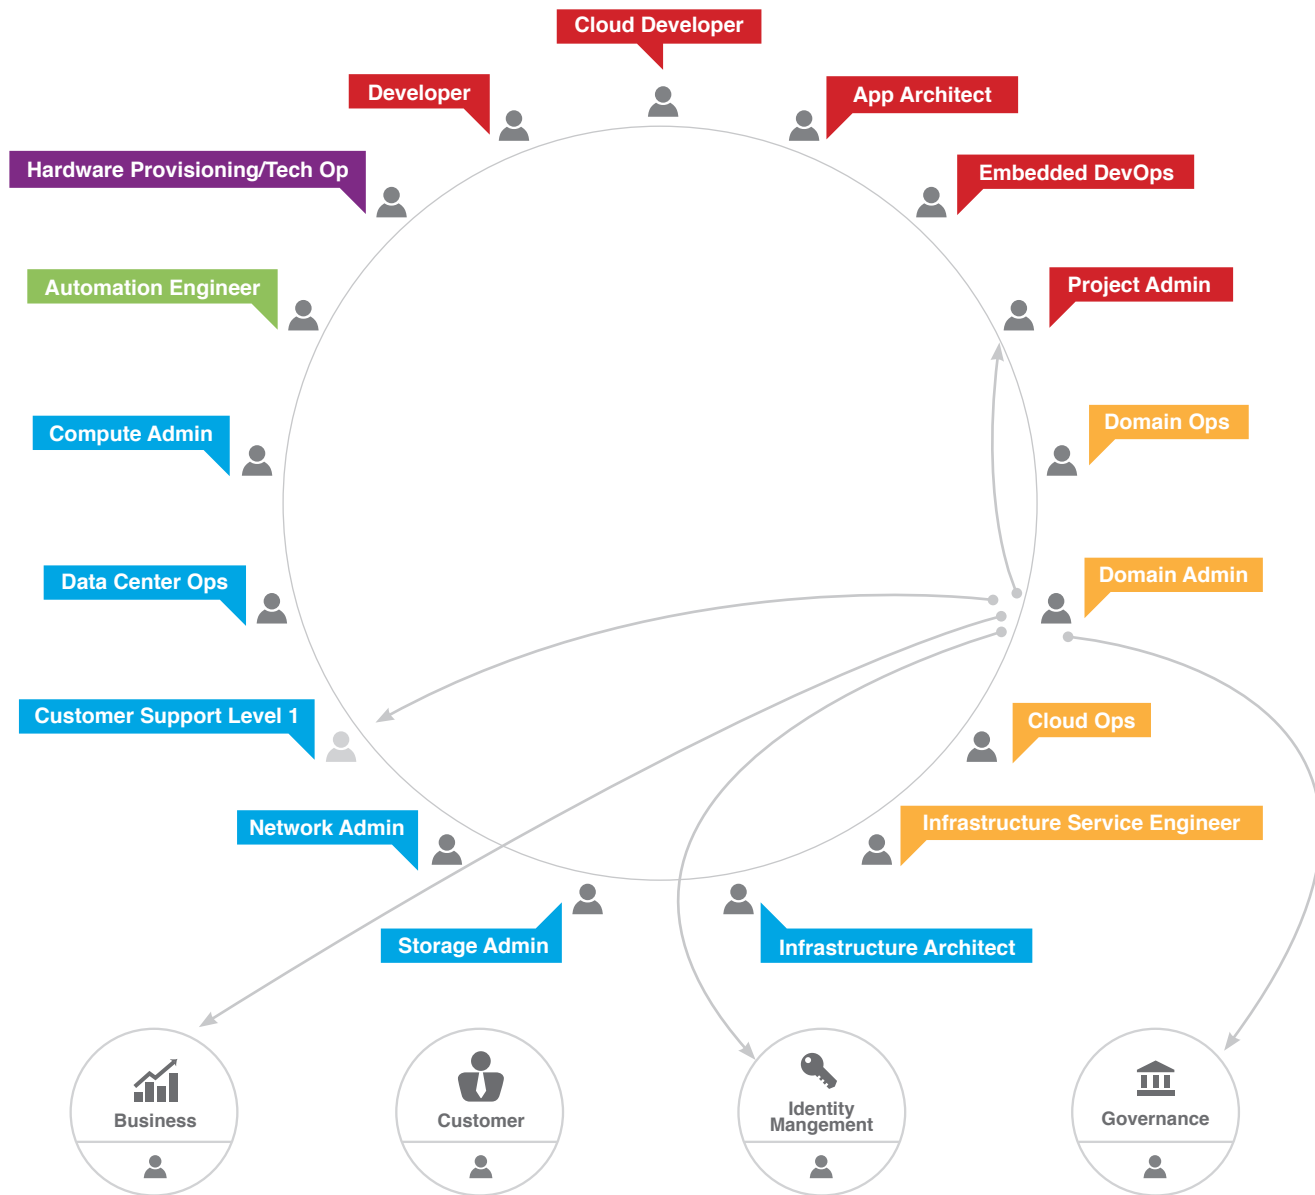 Cloud Developer
Developer
App Architect
Hardware Provisioning/Tech Op
Embedded DevOps
Automation Engineer
Project Admin
Compute Admin
Domain Ops
Data Center Ops
Domain Admin
Customer Support Level 1
Cloud Ops
Network Admin
Infrastructure Service Engineer
Storage Admin
Infrastructure Architect
Business
Customer
Identity
Mangement
Governance